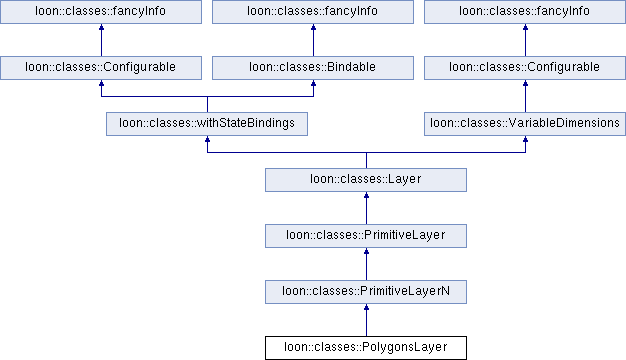 loon::classes::fancyInfo
loon::classes::fancyInfo
loon::classes::fancyInfo
loon::classes::Configurable
loon::classes::Bindable
loon::classes::Configurable
loon::classes::withStateBindings
loon::classes::VariableDimensions
loon::classes::Layer
loon::classes::PrimitiveLayer
loon::classes::PrimitiveLayerN
loon::classes::PolygonsLayer